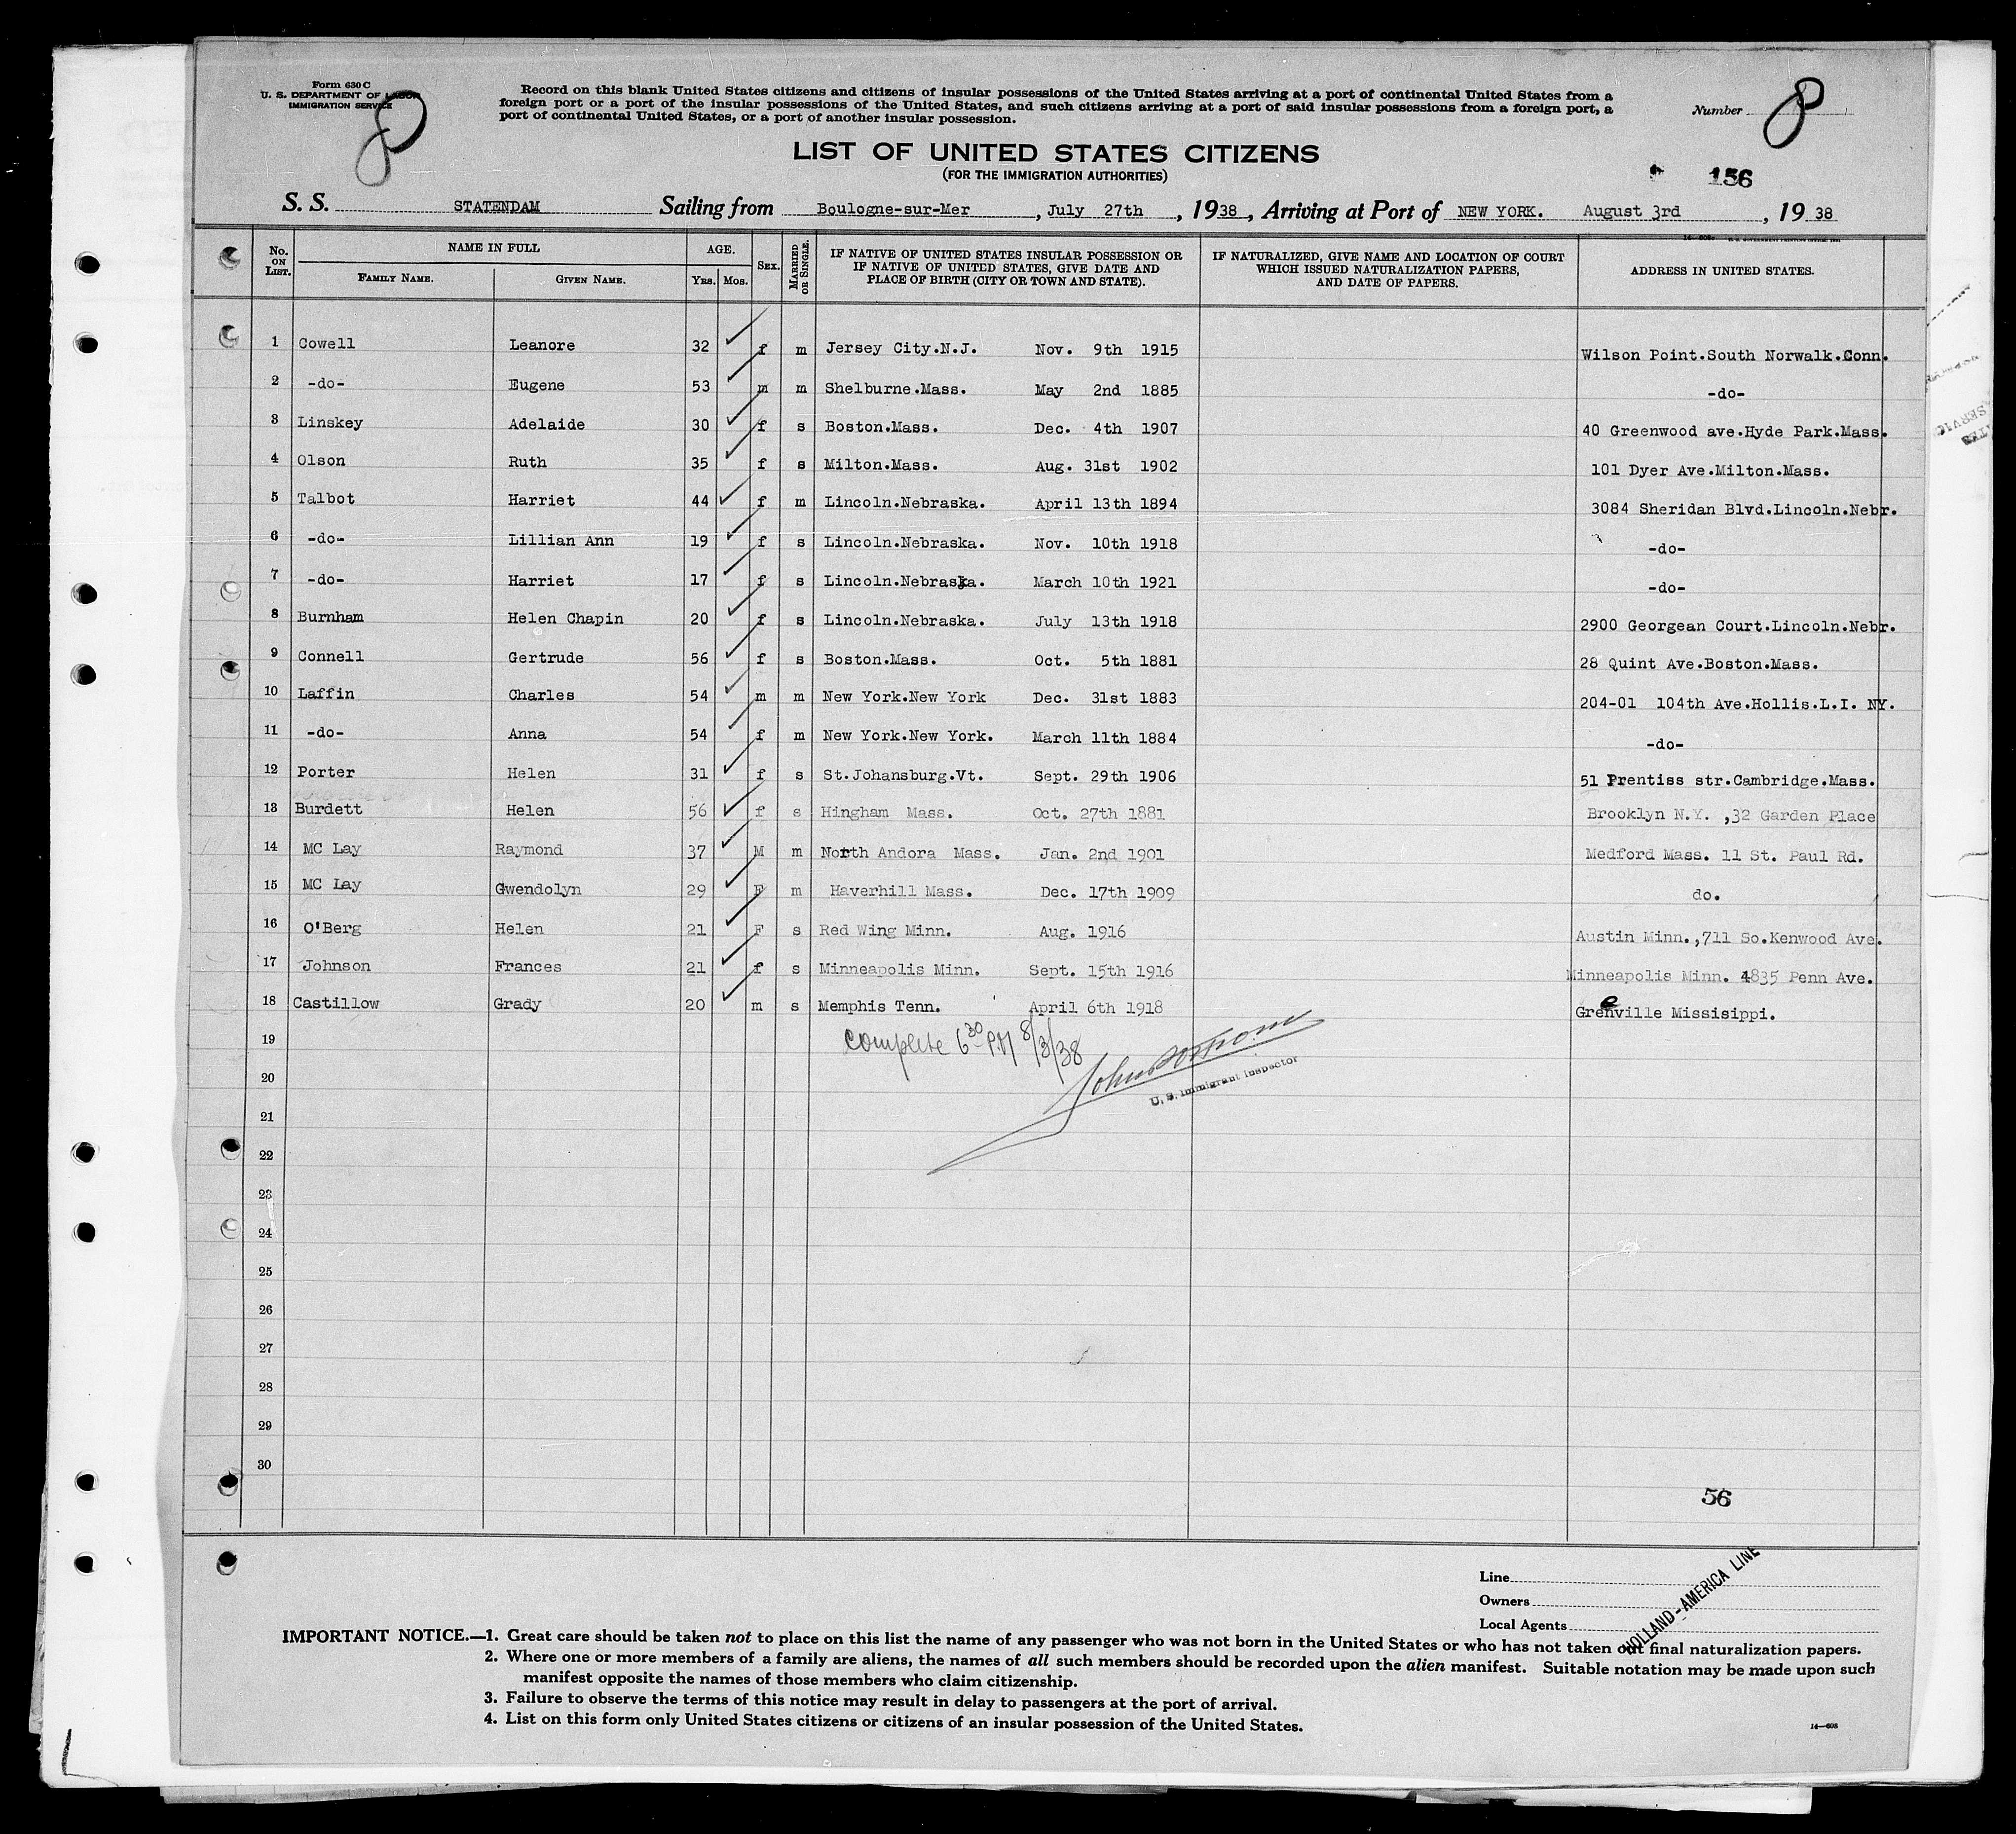 Form 630 C
U. S. DEPARTMENT OF LABOR
IMMIGRATION SERVICE
8
Record on this blank United States citizens and citizens of insular possessions of the United States arriving at a port of continental United States from a
foreign port or a port of the insular possessions of the United States, and such citizens arriving at a port of said insular possessions from a foreign port, a
port of continental United States, or a port of another insular possession.
Number 8
LIST OF UNITED STATES CITIZENS
(FOR THE IMMIGRATION AUTHORITIES)
156
S. S. STATENDAM Sailing from Boulogne-sur-Mer, July 27th, 1938, Arriving at Port of NEW YORK. August 3rd, 1938
No. ON LIST. NAME IN FULL FAMILY NAME. GIVEN NAME. AGE. YRS. MOS. SEX. MARRIED OR SINGLE. IF NATIVE OF UNITED STATES INSULAR POSSESSION OR IF NATIVE OF UNITED STATES, GIVE DATE AND PLACE OF BIRTH (CITY OR TOWN AND STATE). IF NATURALIZED, GIVE NAME AND LOCATION OF COURT WHICH ISSUED NATURALIZATION PAPERS, AND DATE OF PAPERS. ADDRESS IN UNITED STATES.
1 Cowell Leanore 32 f m Jersey City.N.J. Nov. 9th 1915 Wilson Point.South Norwalk.Conn.
2 -do- Eugene 53 m m Shelburne.Mass. May 2nd 1885 -do-
3 Linskey Adelaide 30 f s Boston.Mass. Dec. 4th 1907 40 Greenwood ave.Hyde Park.Mass.
4 Olson Ruth 35 f s Milton.Mass. Aug. 31st 1902 101 Dyer Ave.Milton.Mass.
5 Talbot Harriet 44 f m Lincoln.Nebraska. April 13th 1894 3084 Sheridan Blvd.Lincoln.Nebr.
6 -do- Lillian Ann 19 f s Lincoln.Nebraska. Nov. 10th 1918 -do-
7 -do- Harriet 17 f s Lincoln.Nebraska. March 10th 1921 -do-
8 Burnham Helen Chapin 20 f s Lincoln.Nebraska. July 13th 1918 2900 Georgean Court.Lincoln.Nebr.
9 Connell Gertrude 56 f s Boston.Mass. Oct. 5th 1881 28 Quint Ave.Boston.Mass.
10 Laffin Charles 54 m m New York.New York Dec. 31st 1883 204-01 104th Ave.Hollis.L.I. NY.
11 -do- Anna 54 f m New York.New York. March 11th 1884 -do-
12 Porter Helen 31 f s St.Johansburg.Vt. Sept. 29th 1906 51 Prentiss str.Cambridge.Mass.
13 Burdett Helen 56 f s Hingham Mass. Oct. 27th 1881 Brooklyn N.Y. ,32 Garden Place
14 MC Lay Raymond 37 M m North Andora Mass. Jan. 2nd 1901 Medford Mass. 11 St. Paul Rd.
15 MC Lay Gwendolyn 29 F m Haverhill Mass. Dec. 17th 1909 do.
16 O'Berg Helen 21 F s Red Wing Minn. Aug. 1916 Austin Minn.,711 So.Kenwood Ave.
17 Johnson Frances 21 f s Minneapolis Minn. Sept. 15th 1916 Minneapolis Minn. 4835 Penn Ave.
18 Castillow Grady 20 m s Memphis Tenn. April 6th 1918 Grenville Missisippi.
e
19 complete 6 30 P.M 8/3/38
20
U. S. Immigrant Inspector
21
22
23
24
25
26
27
28
29
30
56
Line
Owners
Local Agents
HOLLAND-AMERICA LINE
IMPORTANT NOTICE.—1. Great care should be taken not to place on this list the name of any passenger who was not born in the United States or who has not taken out final naturalization papers.
2. Where one or more members of a family are aliens, the names of all such members should be recorded upon the alien manifest. Suitable notation may be made upon such
manifest opposite the names of those members who claim citizenship.
3. Failure to observe the terms of this notice may result in delay to passengers at the port of arrival.
4. List on this form only United States citizens or citizens of an insular possession of the United States.
14—608